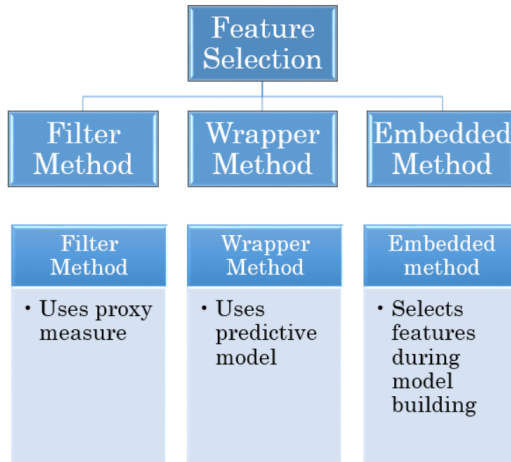 Feature
Selection
Filter
Method
Wrapper
Method
Embedded
Method
Filter
Method
• Uses proxy
measure
Wrapper
Method
• Uses
predictive
model
Embedded
method
• Selects
features
during
model
building